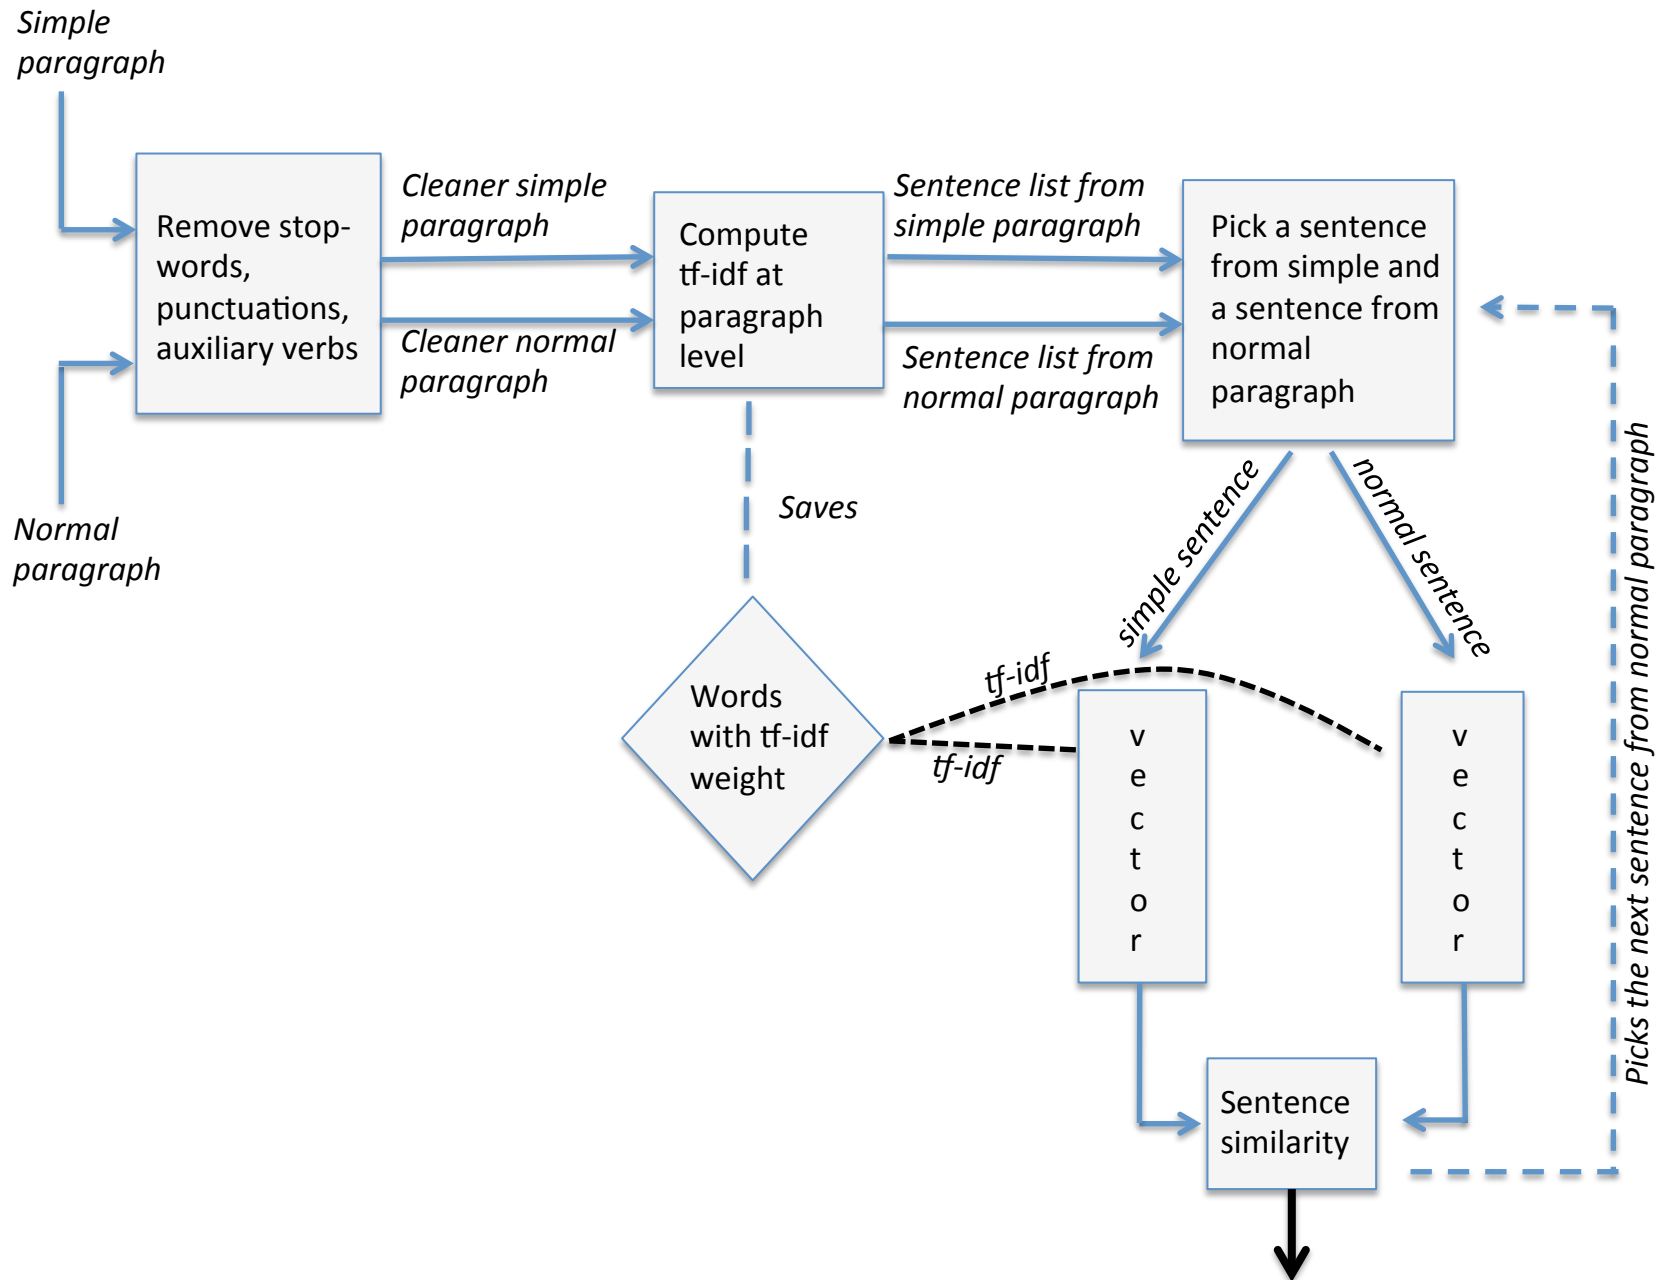 Simple
paragraph
Remove stop-
words,
punctuations,
auxiliary verbs
Normal
paragraph
Cleaner simple
paragraph
Cleaner normal
paragraph
Compute
tf-idf at
paragraph
level
Sentence list from
simple paragraph
Sentence list from
normal paragraph
Pick a sentence
from simple and
a sentence from
normal
paragraph
Saves
simple sentence
normal sentence
Words
with tf-idf
weight
tf-idf
tf-idf
v
e
c
t
o
r
v
e
c
t
o
r
Sentence
similarity
Picks the next sentence from normal paragraph